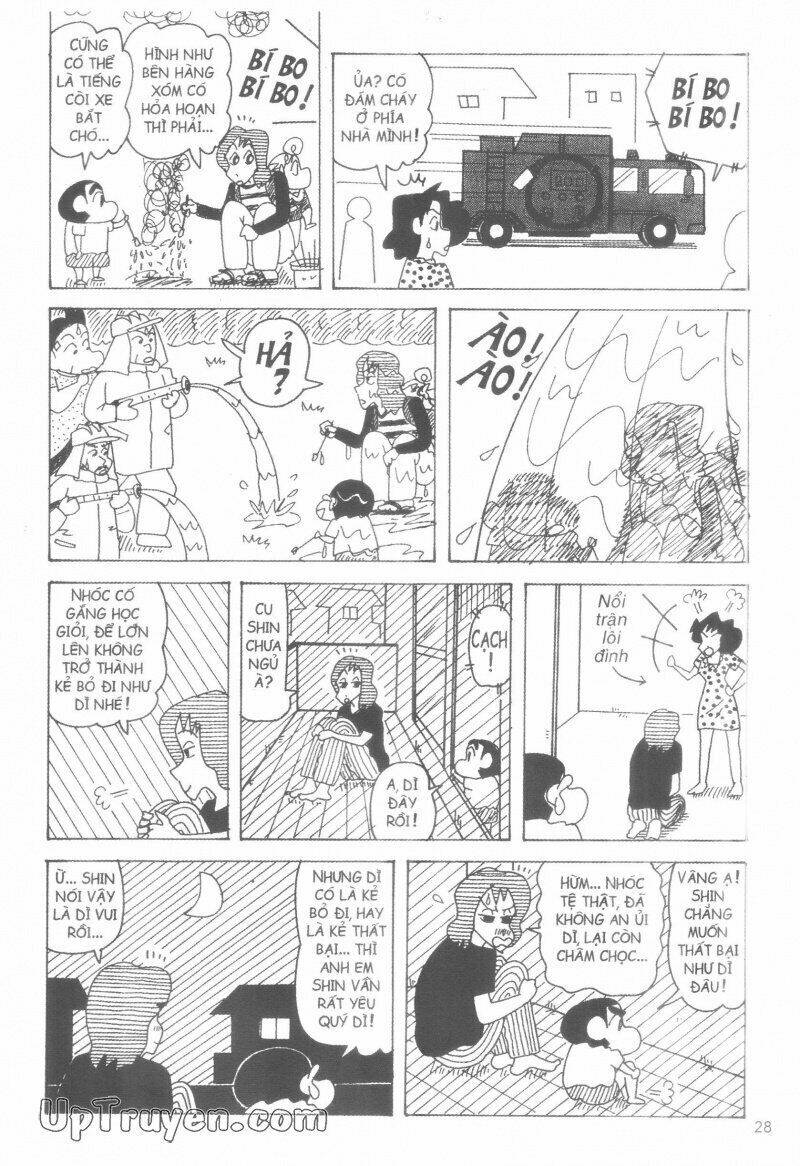 BÍ BO
BÍ BO!
ỦA? CÓ
ĐÁM CHÁY
Ở PHÍA
NHÀ MÌNH!
BÍ BO
BÍ BO!
HÌNH NHƯ
BÊN HÀNG
XÓM CÓ
HỎA HOẠN
THÌ PHẢI...
CŨNG
CÓ THỂ
LÀ TIẾNG
CÒI XE
BẮT
CHÓ...
ÀO!
ÀO!
HẢ
?
Nổi
trận
lôi
đình
CẠCH
!
A, DÌ
ĐÂY
RỒI!
CU
SHIN
CHƯA
NGỦ
À?
NHÓC CỐ
GẮNG HỌC
GIỎI, ĐỂ LỚN
LÊN KHÔNG
TRỞ THÀNH
KẺ BỎ ĐI NHƯ
DÌ NHÉ!
VÂNG Ạ!
SHIN
CHẲNG
MUỐN
THẤT BẠI
NHƯ DÌ
ĐÂU!
HỪM... NHÓC
TỆ THẬT, ĐÃ
KHÔNG AN ỦI
DÌ, LẠI CÒN
CHÂM CHỌC...
NHƯNG DÌ
CÓ LÀ KẺ
BỎ ĐI, HAY
LÀ KẺ THẤT
BẠI... THÌ
ANH EM
SHIN VẪN
RẤT YÊU
QUÝ DÌ!
Ừ... SHIN
NÓI VẬY
LÀ DÌ VUI
RỒI...
UpTruyen.com
28